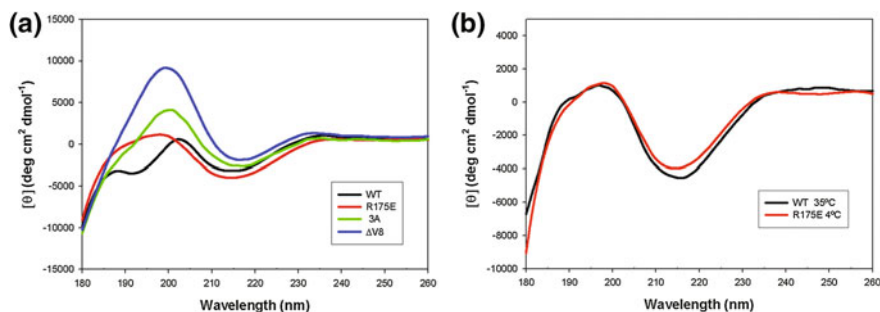 (a)
15000
10000
5000
0
-5000
-10000
-15000
[θ] (deg cm² dmol⁻¹)
180 190 200 210 220 230 240 250 260
Wavelength (nm)
WT
R175E
3A
ΔV8
(b)
4000
2000
0
-2000
-4000
-6000
-8000
-10000
[θ] (deg cm² dmol⁻¹)
180 190 200 210 220 230 240 250 260
Wavelength (nm)
WT 35ºC
R175E 4ºC